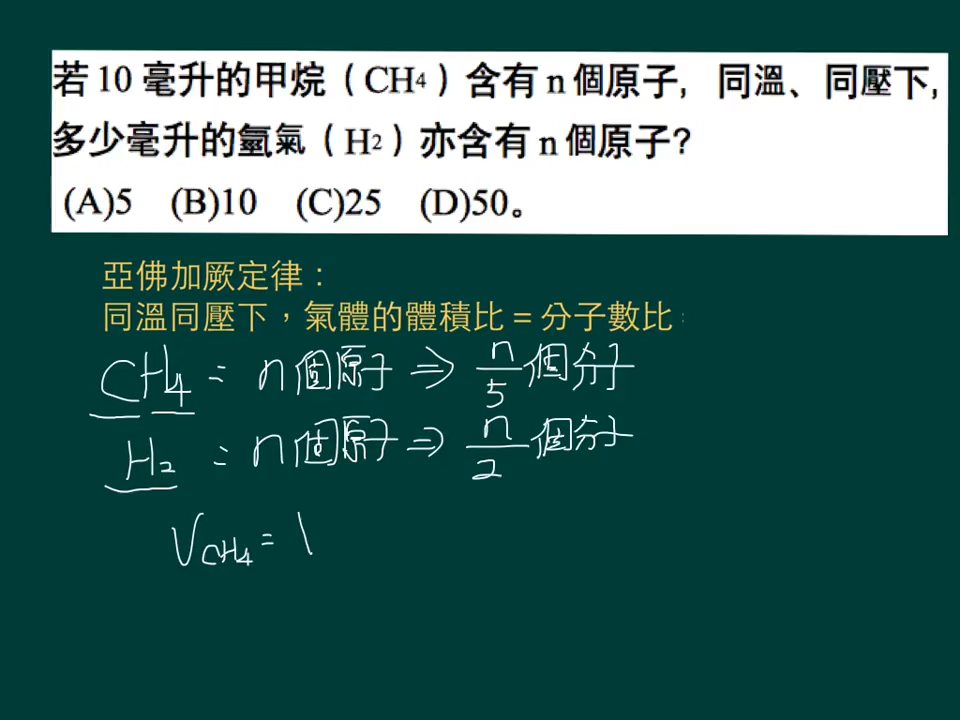 若 10 毫升的甲烷（CH4）含有 n 個原子，同溫、同壓下，
多少毫升的氫氣（H2）亦含有 n 個原子？
(A)5 (B)10 (C)25 (D)50。
亞佛加厥定律：
同溫同壓下，氣體的體積比 = 分子數比
CH4 = n個原子 ⇒ n/5 個分子
H2 = n個原子 ⇒ n/2 個分子
VCH4 = 1